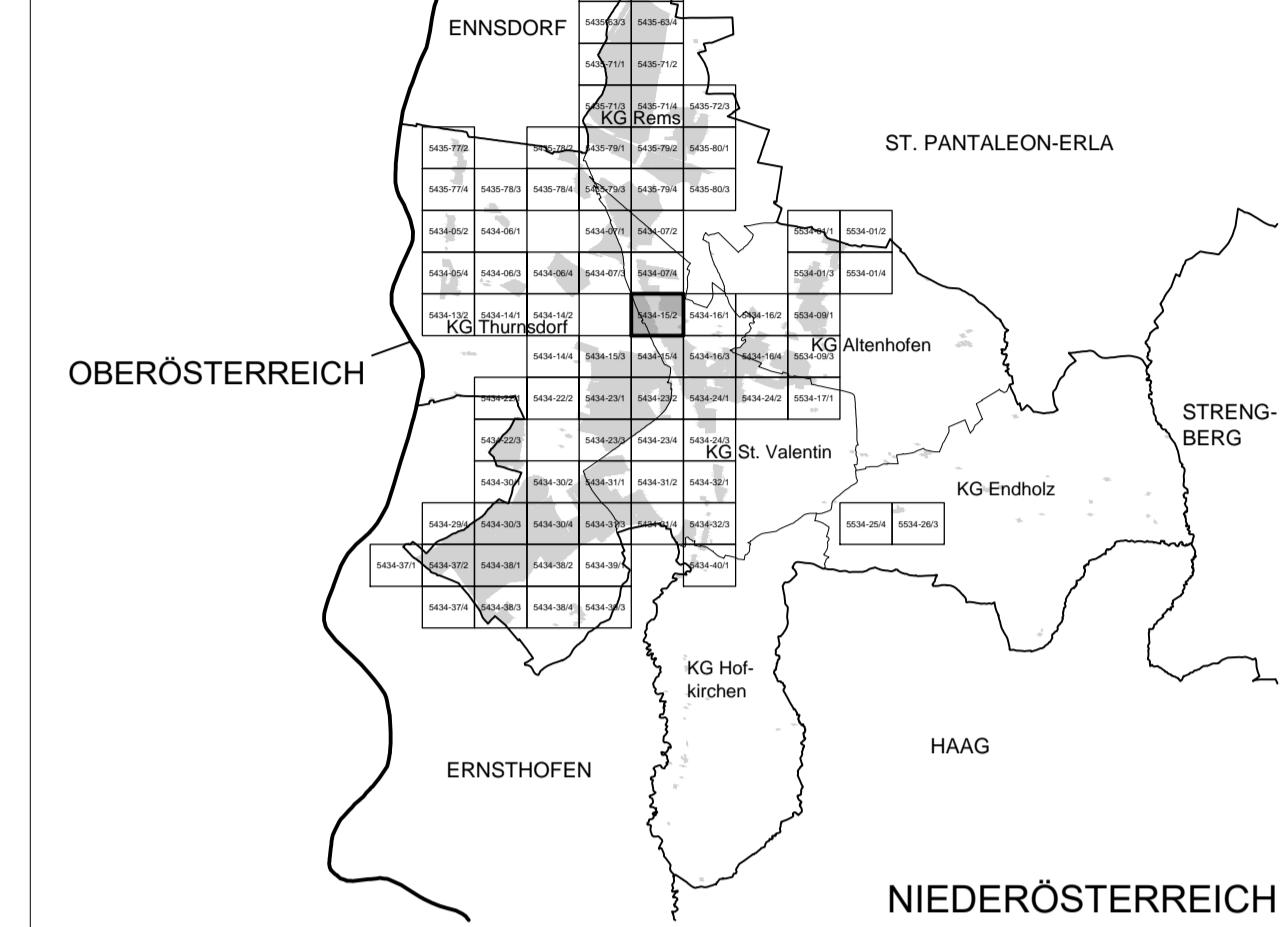 ENNSDORF
5435-63/3 5435-63/4
5435-71/1 5435-71/2
5435-71/3 5435-71/4 5435-72/3
KG Rems
ST. PANTALEON-ERLA
5435-77/2 5435-78/2 5435-79/1 5435-79/2 5435-80/1
5435-77/4 5435-78/3 5435-78/4 5435-79/3 5435-79/4 5435-80/3
5434-05/2 5434-06/1 5434-07/1 5434-07/2 5534-01/1 5534-01/2
5434-05/4 5434-06/3 5434-06/4 5434-07/3 5434-07/4 5534-01/3 5534-01/4
5434-13/2 5434-14/1 5434-14/2 5434-15/2 5434-16/1 5434-16/2 5534-09/1
KG Thurnsdorf
KG Altenhofen
5434-14/4 5434-15/3 5434-15/4 5434-16/3 5434-16/4 5534-09/3
OBERÖSTERREICH
5434-22/1 5434-22/2 5434-23/1 5434-23/2 5434-24/1 5434-24/2 5534-17/1
STRENG-
BERG
5434-22/3 5434-23/3 5434-23/4 5434-24/3
KG St. Valentin
5434-30/1 5434-30/2 5434-31/1 5434-31/2 5434-32/1
KG Endholz
5434-29/4 5434-30/3 5434-30/4 5434-31/3 5434-31/4 5434-32/3 5534-25/4 5534-26/3
5434-37/1 5434-37/2 5434-38/1 5434-38/2 5434-39/1 5434-40/1
5434-37/4 5434-38/3 5434-38/4 5434-39/3
KG Hof-
kirchen
HAAG
ERNSTHOFEN
NIEDERÖSTERREICH